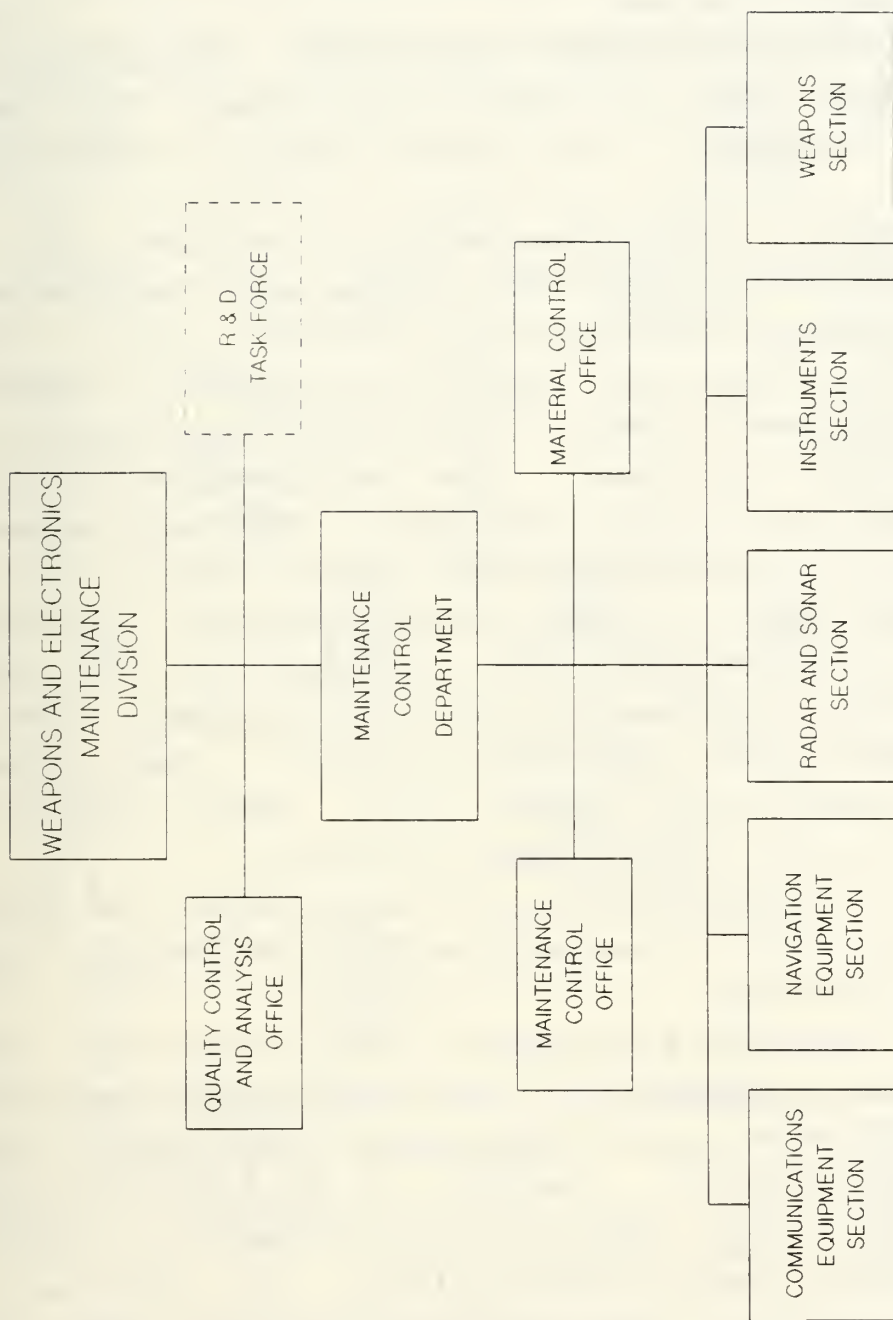 WEAPONS AND ELECTRONICS
MAINTENANCE
DIVISION
QUALITY CONTROL
AND ANALYSIS
OFFICE
R & D
TASK FORCE
MAINTENANCE
CONTROL
DEPARTMENT
MAINTENANCE
CONTROL
OFFICE
MATERIAL CONTROL
OFFICE
COMMUNICATIONS
EQUIPMENT
SECTION
NAVIGATION
EQUIPMENT
SECTION
RADAR AND SONAR
SECTION
INSTRUMENTS
SECTION
WEAPONS
SECTION